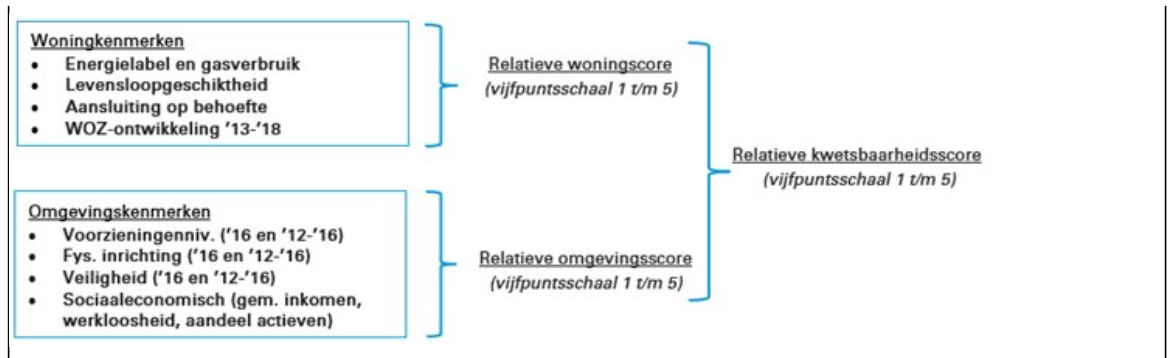 Woningkenmerken
• Energielabel en gasverbruik
• Levensloopgeschiktheid
• Aansluiting op behoefte
• WOZ-ontwikkeling '13-'18
Relatieve woningscore
(vijfpuntsschaal 1 t/m 5)
Omgevingskenmerken
• Voorzieningenniv. ('16 en '12-'16)
• Fys. inrichting ('16 en '12-'16)
• Veiligheid ('16 en '12-'16)
• Sociaaleconomisch (gem. inkomen,
werkloosheid, aandeel actieven)
Relatieve omgevingsscore
(vijfpuntsschaal 1 t/m 5)
Relatieve kwetsbaarheidsscore
(vijfpuntsschaal 1 t/m 5)